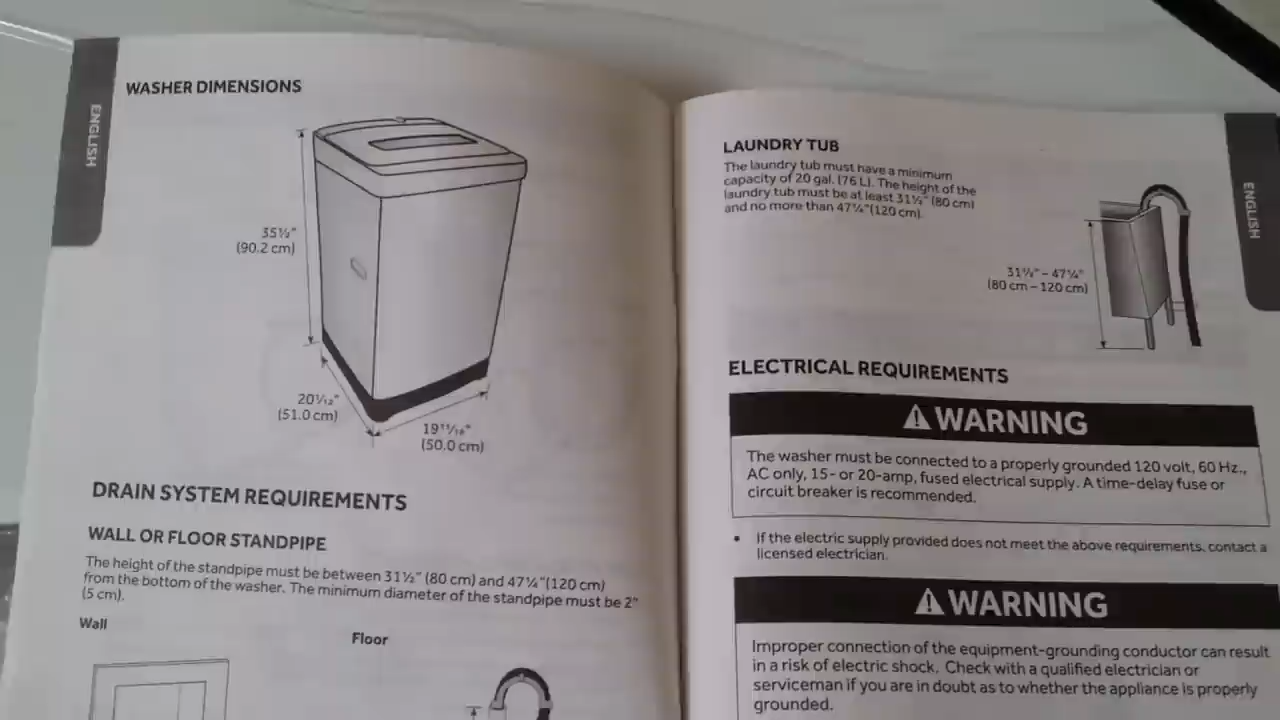 ENGLISH
WASHER DIMENSIONS
35½"
(90.2 cm)
20¹⁄₁₂"
(51.0 cm)
19¹¹⁄₁₆"
(50.0 cm)
DRAIN SYSTEM REQUIREMENTS
WALL OR FLOOR STANDPIPE
The height of the standpipe must be between 31½" (80 cm) and 47¼"(120 cm)
from the bottom of the washer. The minimum diameter of the standpipe must be 2"
(5 cm).
Wall
Floor
LAUNDRY TUB
The laundry tub must have a minimum
capacity of 20 gal. (76 L). The height of the
laundry tub must be at least 31½" (80 cm)
and no more than 47¼"(120 cm).
31½" – 47¼"
(80 cm – 120 cm)
ENGLISH
ELECTRICAL REQUIREMENTS
⚠WARNING
The washer must be connected to a properly grounded 120 volt, 60 Hz.,
AC only, 15- or 20-amp, fused electrical supply. A time-delay fuse or
circuit breaker is recommended.
• If the electric supply provided does not meet the above requirements, contact a
licensed electrician.
⚠WARNING
Improper connection of the equipment-grounding conductor can result
in a risk of electric shock. Check with a qualified electrician or
serviceman if you are in doubt as to whether the appliance is properly
grounded.